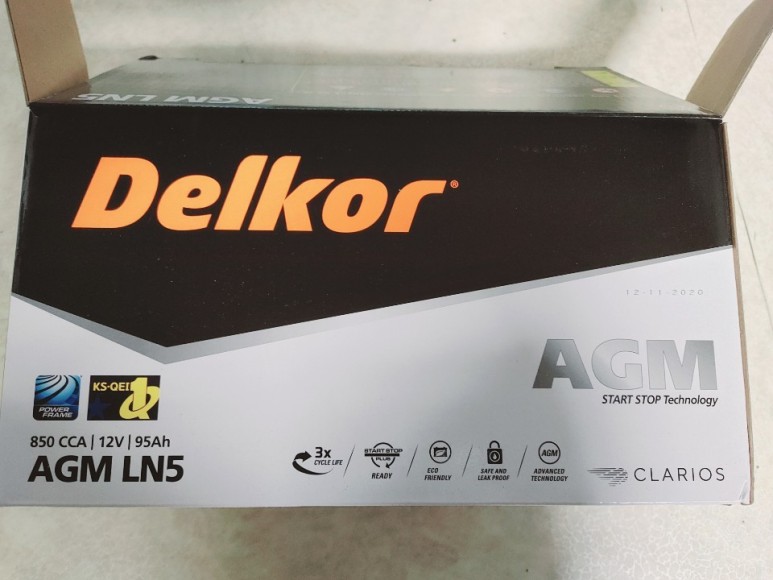 AGM LN5
Delkor®
12-11-2020
AGM
START STOP Technology
POWER
FRAME
KS-QEI
1
850 CCA | 12V | 95Ah
AGM LN5
3x
CYCLE LIFE
START STOP
PLUS
READY
ECO
FRIENDLY
SAFE AND
LEAK PROOF
AGM
ADVANCED
TECHNOLOGY
CLARIOS